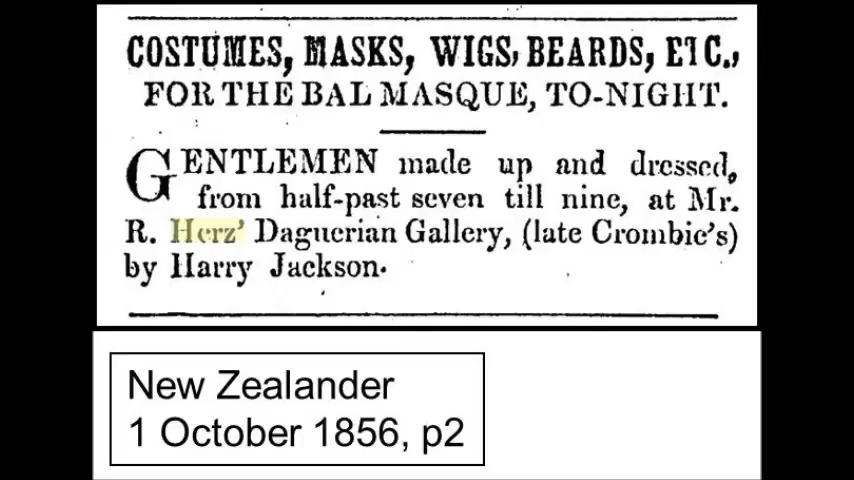 COSTUMES, MASKS, WIGS, BEARDS, ETC.,
FOR THE BAL MASQUE, TO-NIGHT.
GENTLEMEN made up and dressed,
from half-past seven till nine, at Mr.
R. Herz' Daguerian Gallery, (late Crombie's)
by Harry Jackson.
New Zealander
1 October 1856, p2